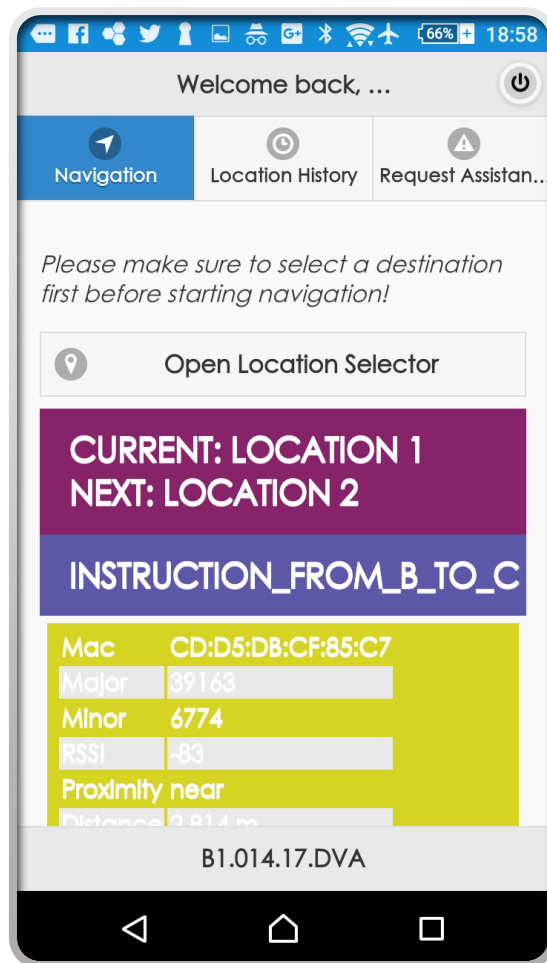 66% 18:58
Welcome back, ...
Navigation
Location History
Request Assistan...
Please make sure to select a destination
first before starting navigation!
Open Location Selector
CURRENT: LOCATION 1
NEXT: LOCATION 2
INSTRUCTION_FROM_B_TO_C
Mac CD:D5:DB:CF:85:C7
Major 39163
Minor 6774
RSSI -83
Proximity near
Distance 2.814 m
B1.014.17.DVA